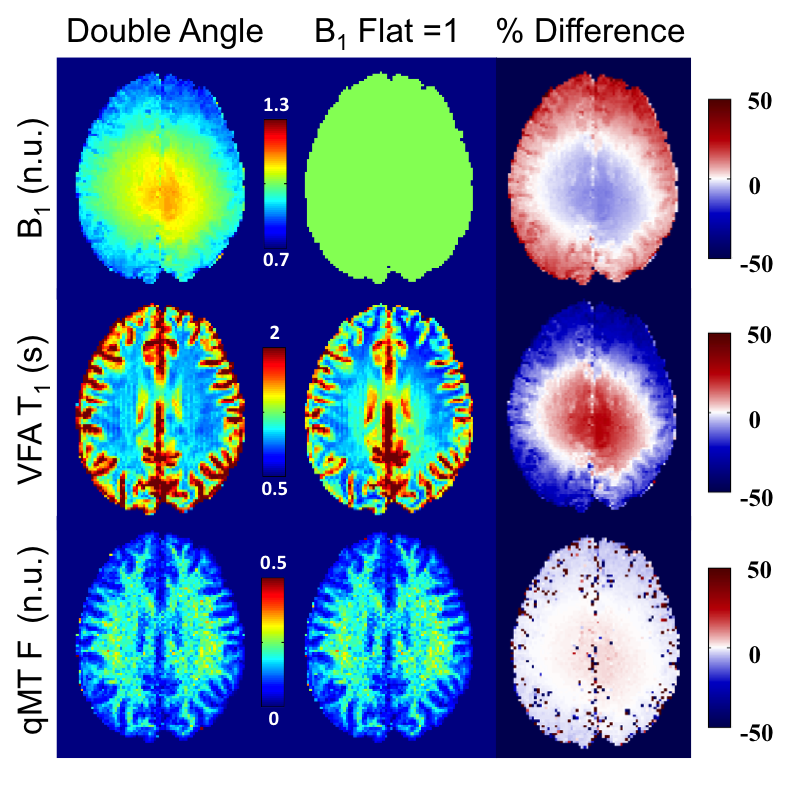 Double Angle
B₁ Flat =1
% Difference
B₁ (n.u.)
1.3
0.7
50
0
-50
VFA T₁ (s)
2
0.5
50
0
-50
qMT F (n.u.)
0.5
0
50
0
-50